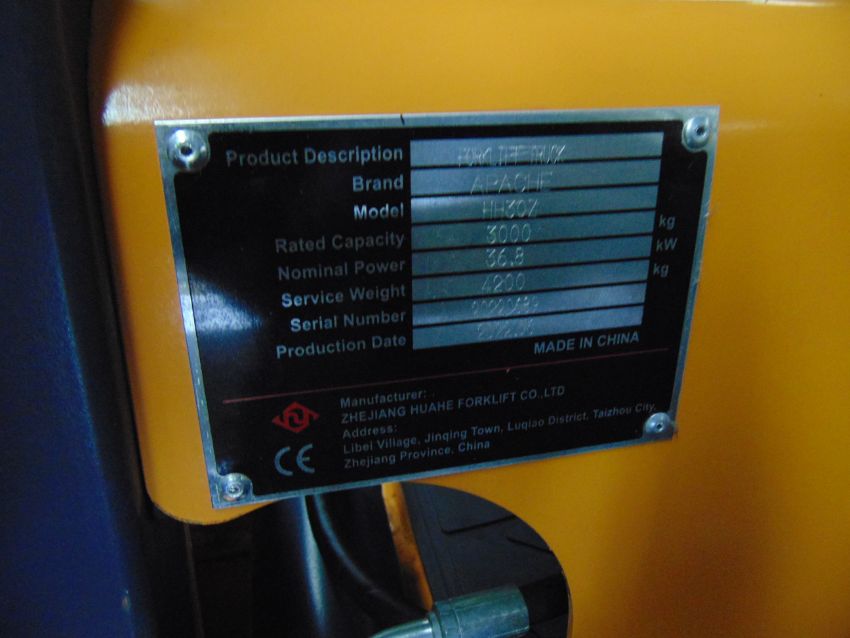 Product Description FORKLIFT TRUCK
Brand APACHE
Model HH30Z
Rated Capacity 3000 kg
Nominal Power 36.8 kW
Service Weight 4200 kg
Serial Number
Production Date
MADE IN CHINA
Manufacturer:
ZHEJIANG HUAHE FORKLIFT CO.,LTD
Address:
Libei Village, Jinqing Town, Luqiao District, Taizhou City,
Zhejiang Province, China
CE